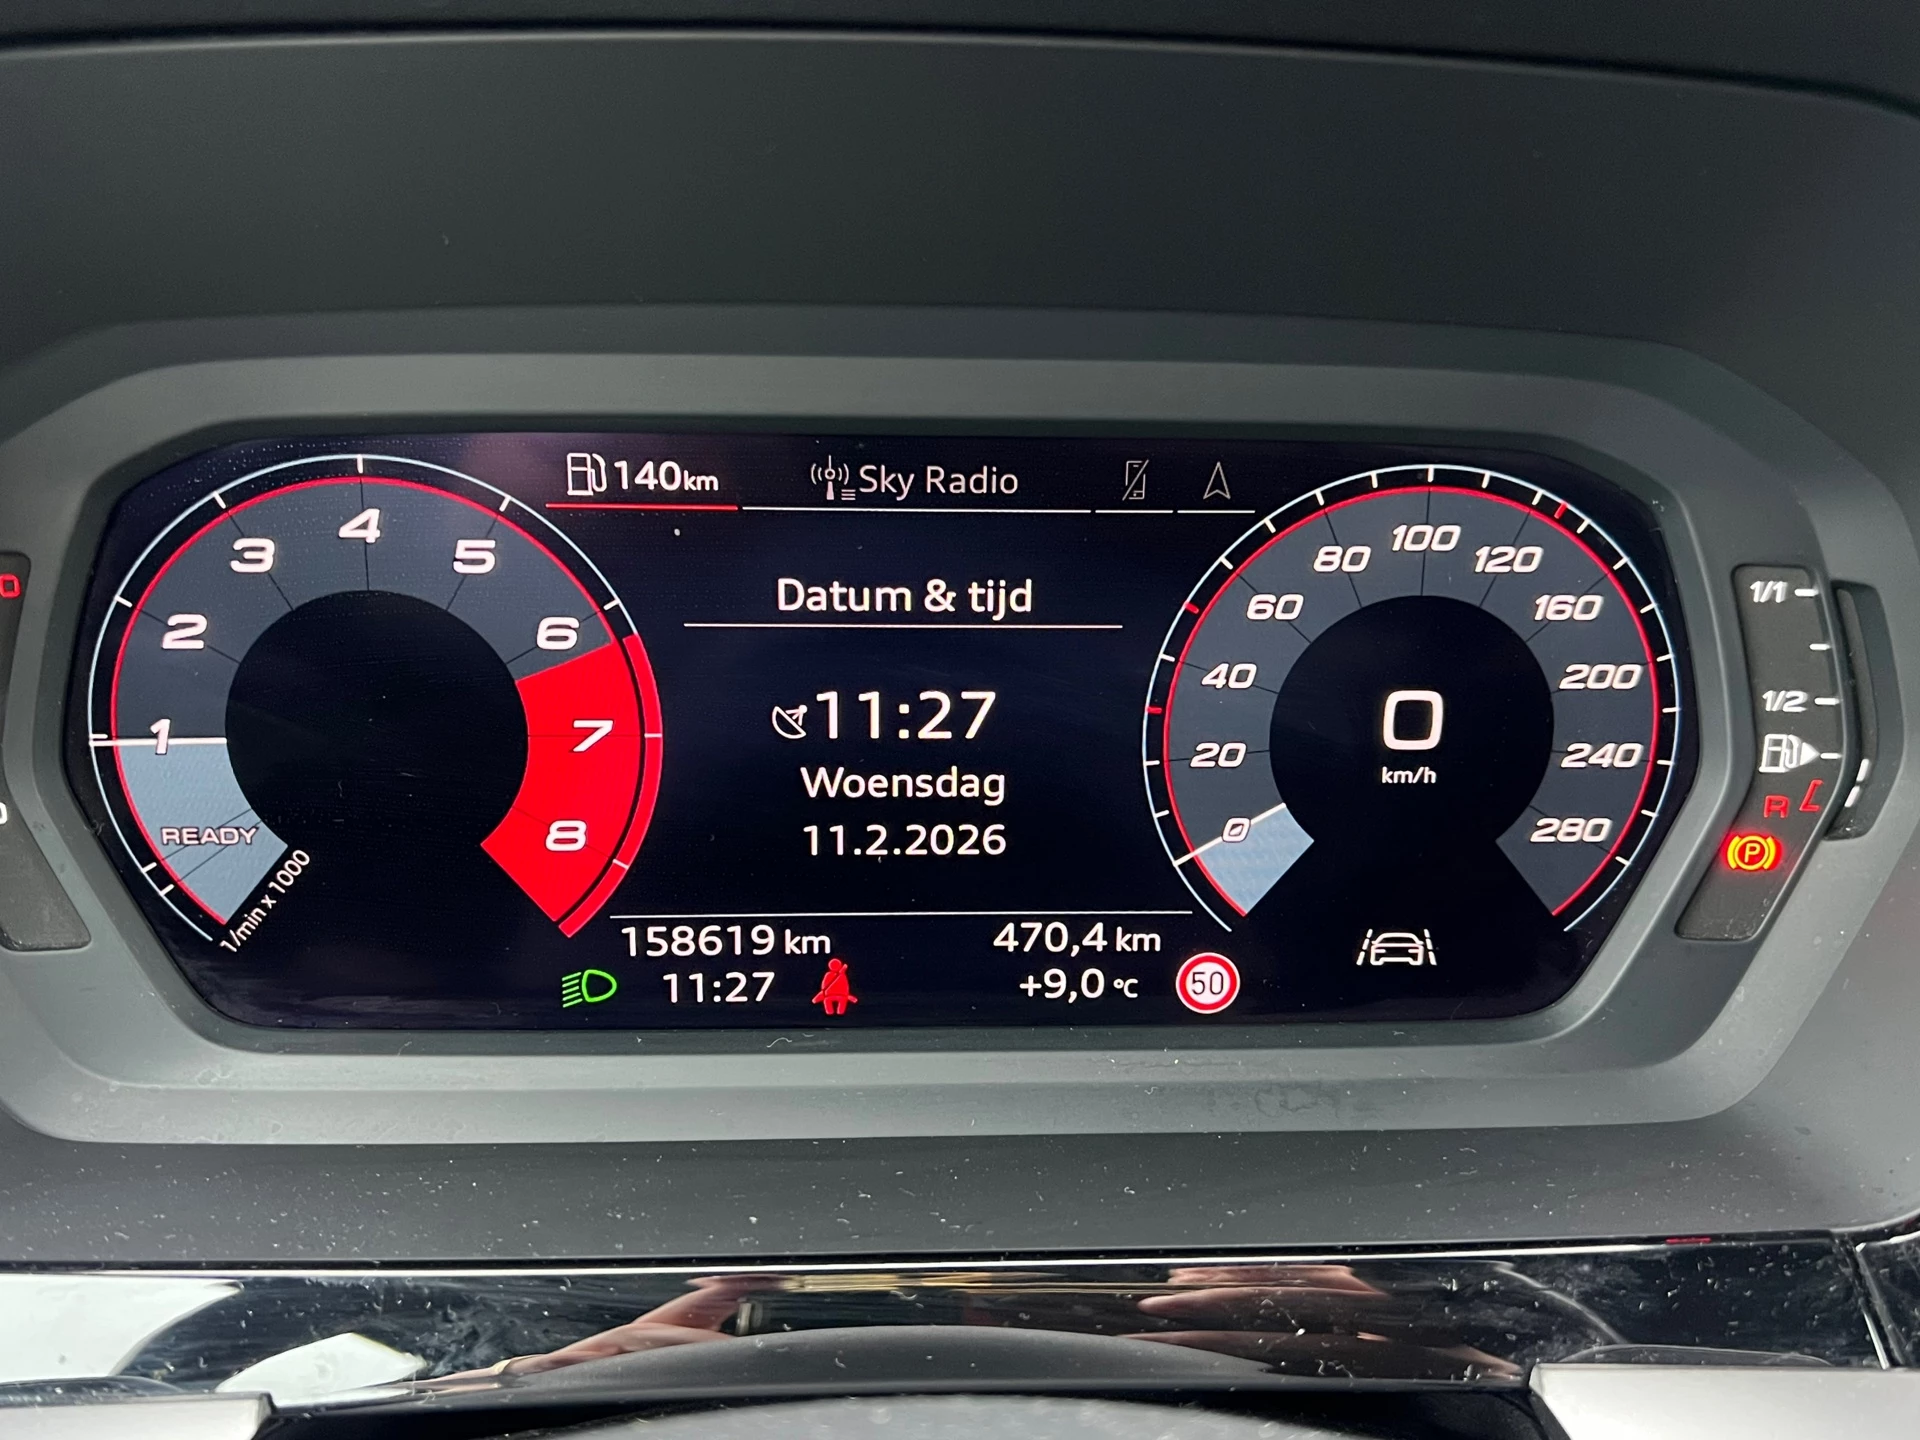 140 km
Sky Radio
Datum & tijd
11:27
Woensdag
11.2.2026
158619 km
470,4 km
11:27
+9,0 °C
50
1
2
3
4
5
6
7
8
READY
1/min x 1000
0
20
40
60
80
100
120
160
200
240
280
0
km/h
1/1
1/2
R
P